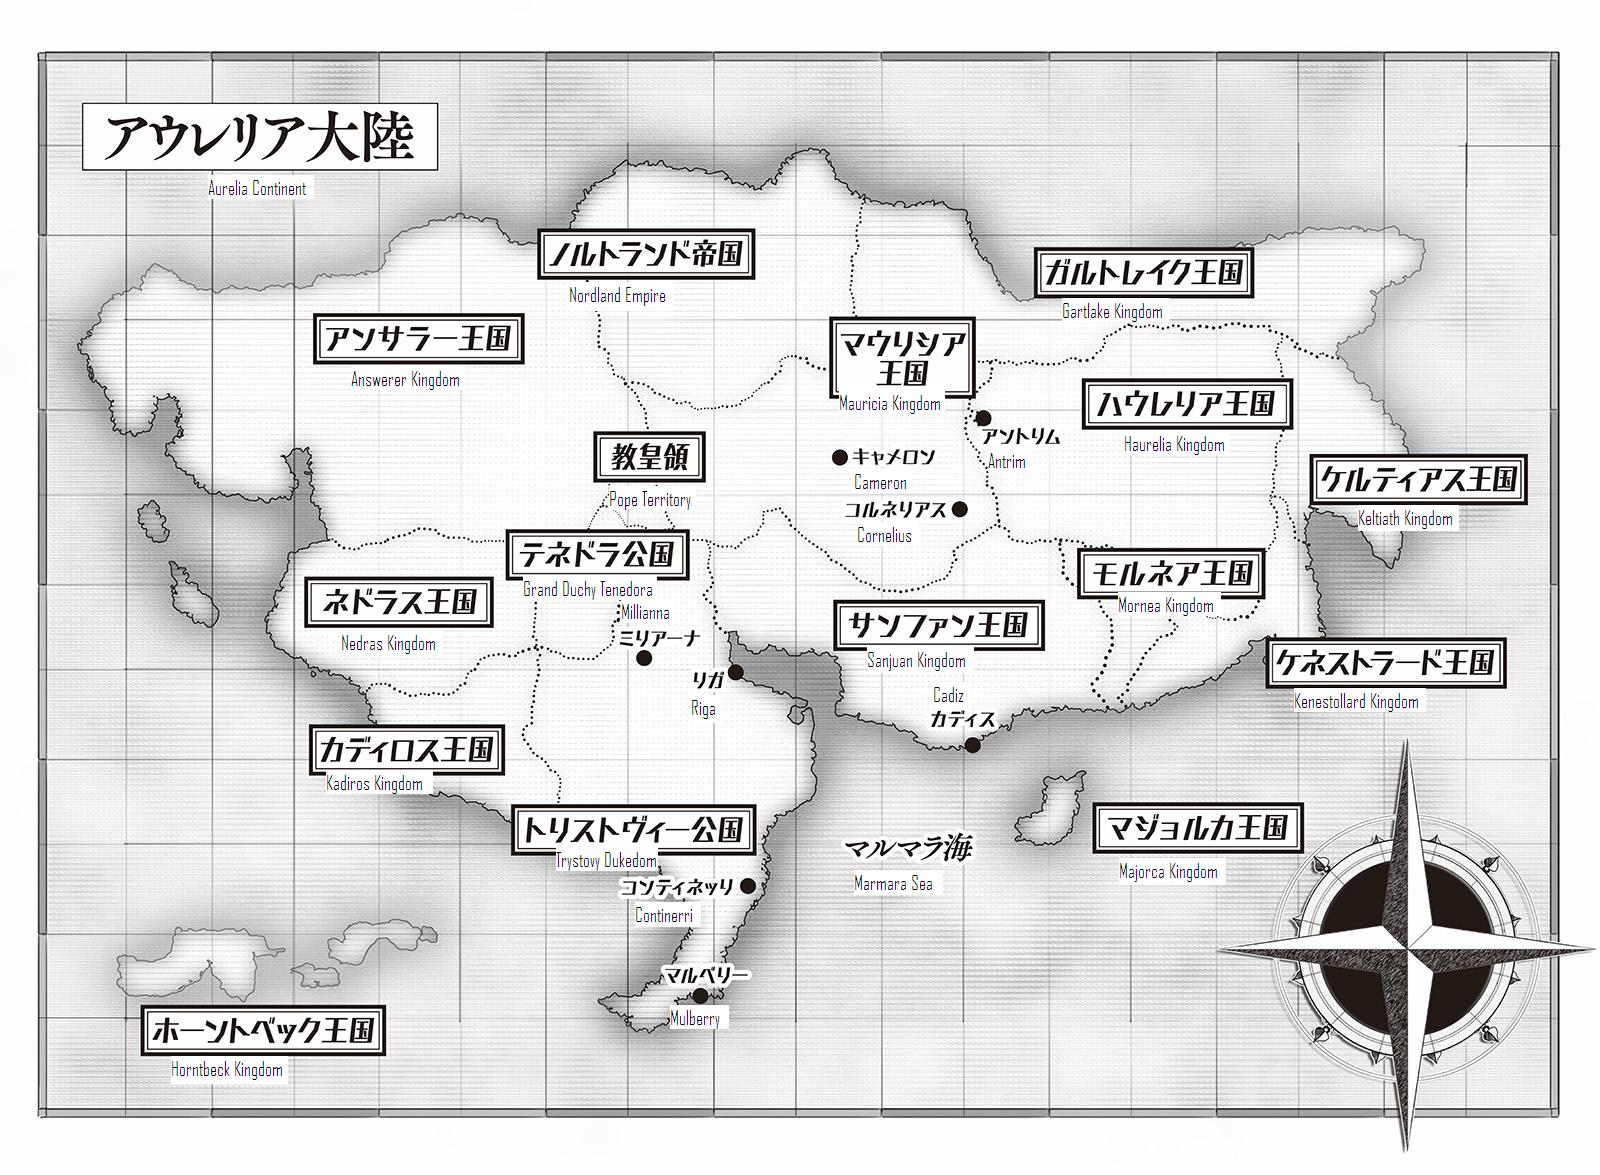 アウレリア大陸
Aurelia Continent
ノルトランド帝国
Nordland Empire
ガルトレイク王国
Gartlake Kingdom
アンサラー王国
Answerer Kingdom
マウリシア
王国
Mauricia Kingdom
ハウレリア王国
Haurelia Kingdom
アントリム
Antrim
教皇領
Pope Territory
キャメロン
Cameron
コルネリアス
Cornelius
ケルティアス王国
Keltiath Kingdom
テネドラ公国
Grand Duchy Tenedora
モルネア王国
Mornea Kingdom
ネドラス王国
Nedras Kingdom
Millianna
ミリアーナ
サンファン王国
Sanjuan Kingdom
ケネストラード王国
Kenestollard Kingdom
リガ
Riga
Cadiz
カディス
カディロス王国
Kadiros Kingdom
トリストヴィー公国
Trystovy Dukedom
マルマラ海
Marmara Sea
マジョルカ王国
Majorca Kingdom
コンティネッリ
Continerri
マルベリー
Mulberry
ホーントベック王国
Horntbeck Kingdom